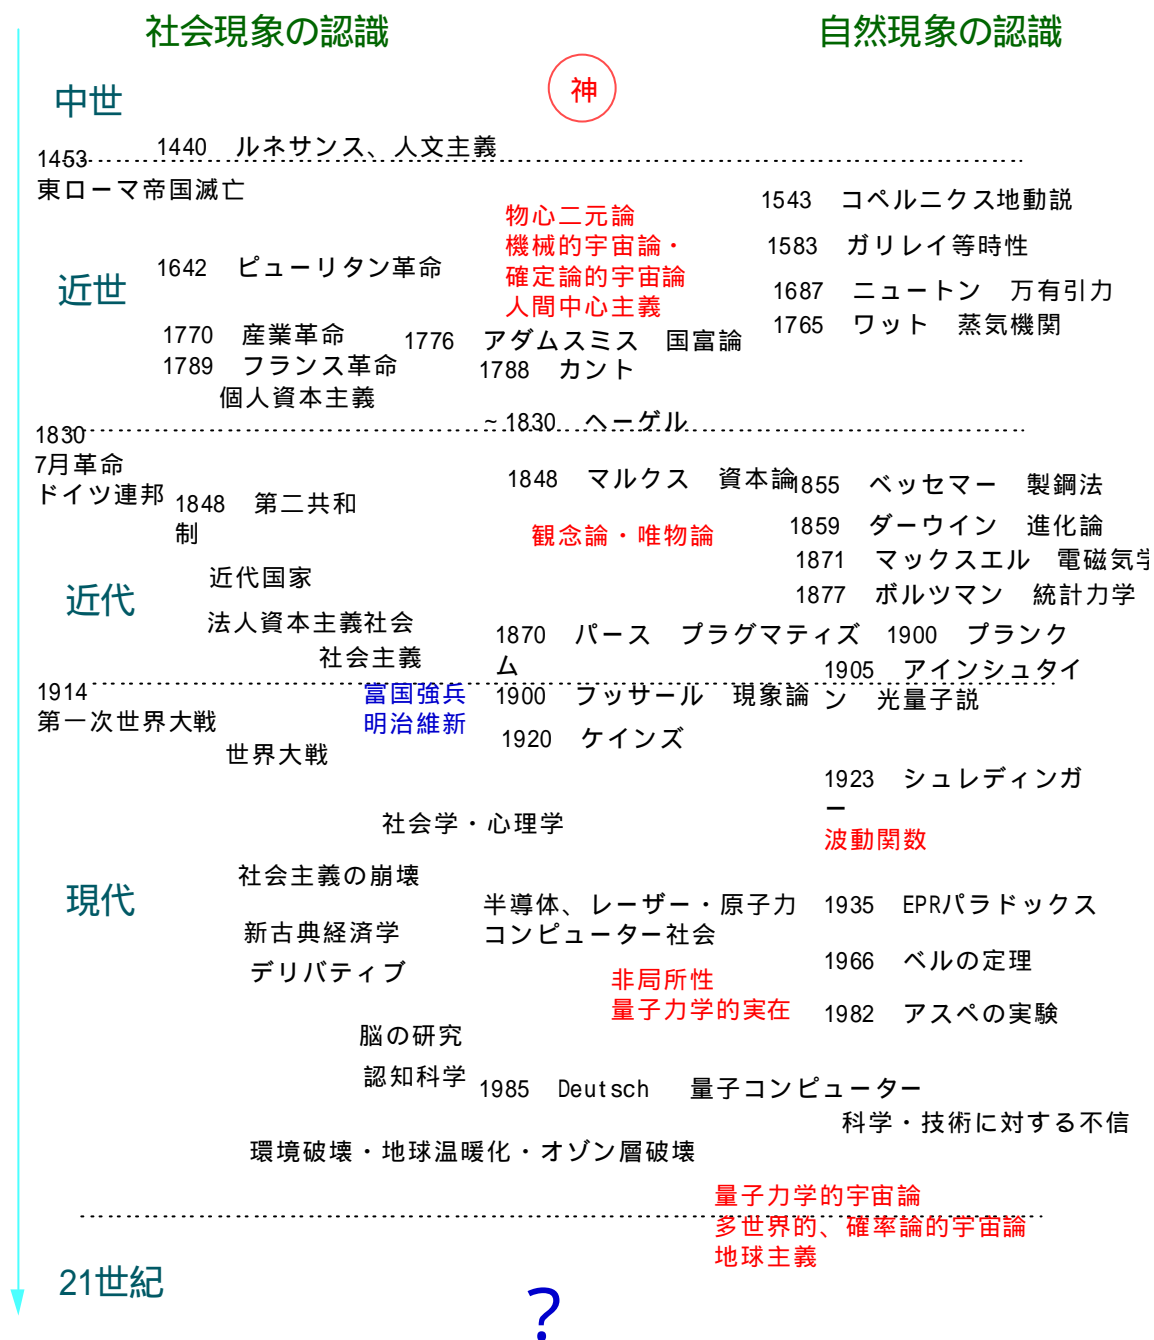 社会現象の認識
自然現象の認識
神
中世
1440 ルネサンス、人文主義
1453
東ローマ帝国滅亡
1543 コペルニクス地動説
物心二元論
機械的宇宙論・
確定論的宇宙論
人間中心主義
1583 ガリレイ等時性
1642 ピューリタン革命
近世
1687 ニュートン 万有引力
1765 ワット 蒸気機関
1770 産業革命
1776 アダムスミス 国富論
1789 フランス革命
1788 カント
個人資本主義
~1830 ヘーゲル
1830
7月革命
ドイツ連邦
1848 第二共和
制
1848 マルクス 資本論
1855 ベッセマー 製鋼法
観念論・唯物論
1859 ダーウイン 進化論
1871 マックスエル 電磁気学
1877 ボルツマン 統計力学
近代国家
近代
法人資本主義社会
社会主義
1870 パース プラグマティズ
ム
1900 プランク
1905 アインシュタイ
ン 光量子説
1914
第一次世界大戦
富国強兵
明治維新
1900 フッサール 現象論
1920 ケインズ
世界大戦
1923 シュレディンガ
ー
波動関数
社会学・心理学
社会主義の崩壊
現代
半導体、レーザー・原子力
コンピューター社会
1935 EPRパラドックス
新古典経済学
デリバティブ
1966 ベルの定理
非局所性
量子力学的実在
1982 アスペの実験
脳の研究
認知科学
1985 Deutsch 量子コンピューター
科学・技術に対する不信
環境破壊・地球温暖化・オゾン層破壊
量子力学的宇宙論
多世界的、確率論的宇宙論
地球主義
21世紀
?